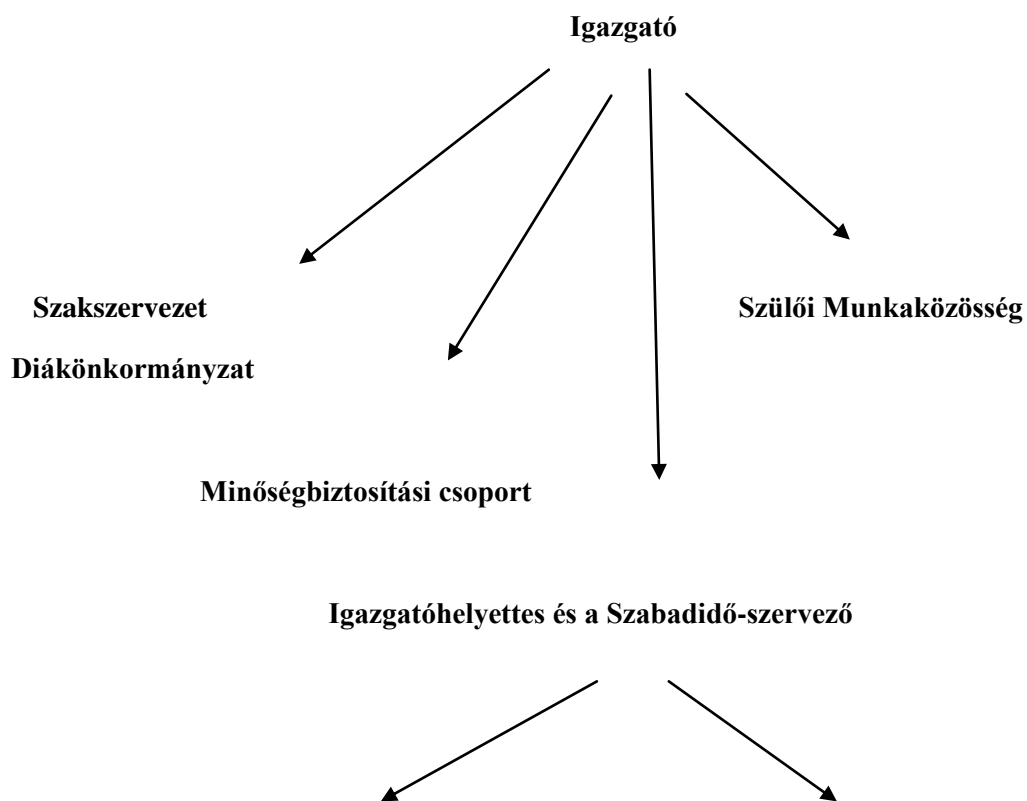 Igazgató
Szakszervezet
Szülői Munkaközösség
Diákönkormányzat
Minőségbiztosítási csoport
Igazgatóhelyettes és a Szabadidő-szervező